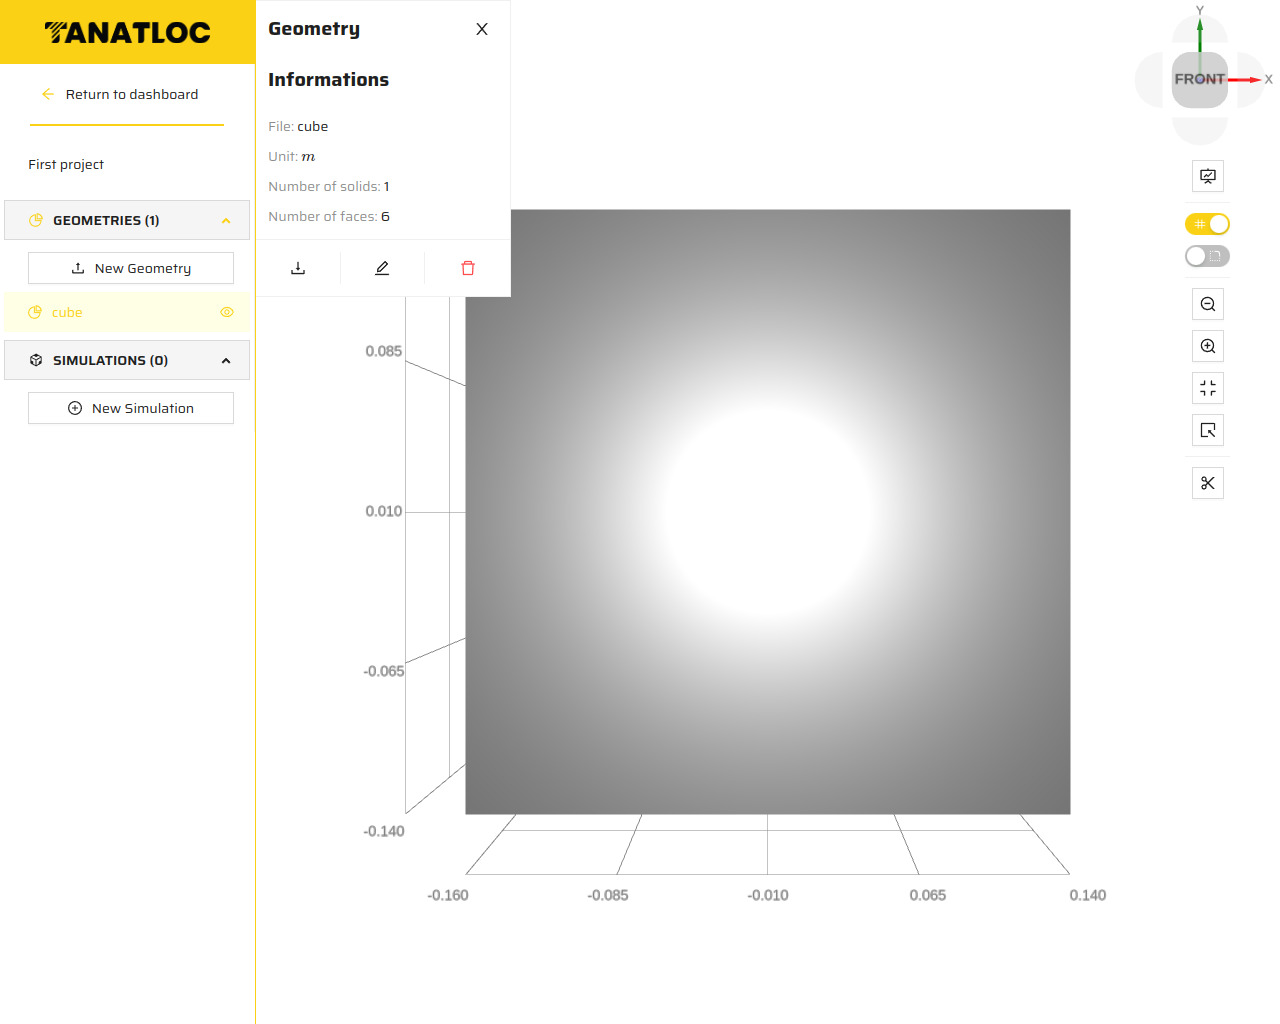 TANATLOC
Return to dashboard
First project
GEOMETRIES (1)
New Geometry
cube
SIMULATIONS (0)
New Simulation
Geometry
X
Informations
File: cube
Unit: m
Number of solids: 1
Number of faces: 6
0.085
0.010
-0.065
-0.140
-0.160
-0.085
-0.010
0.065
0.140
Y
FRONT
X